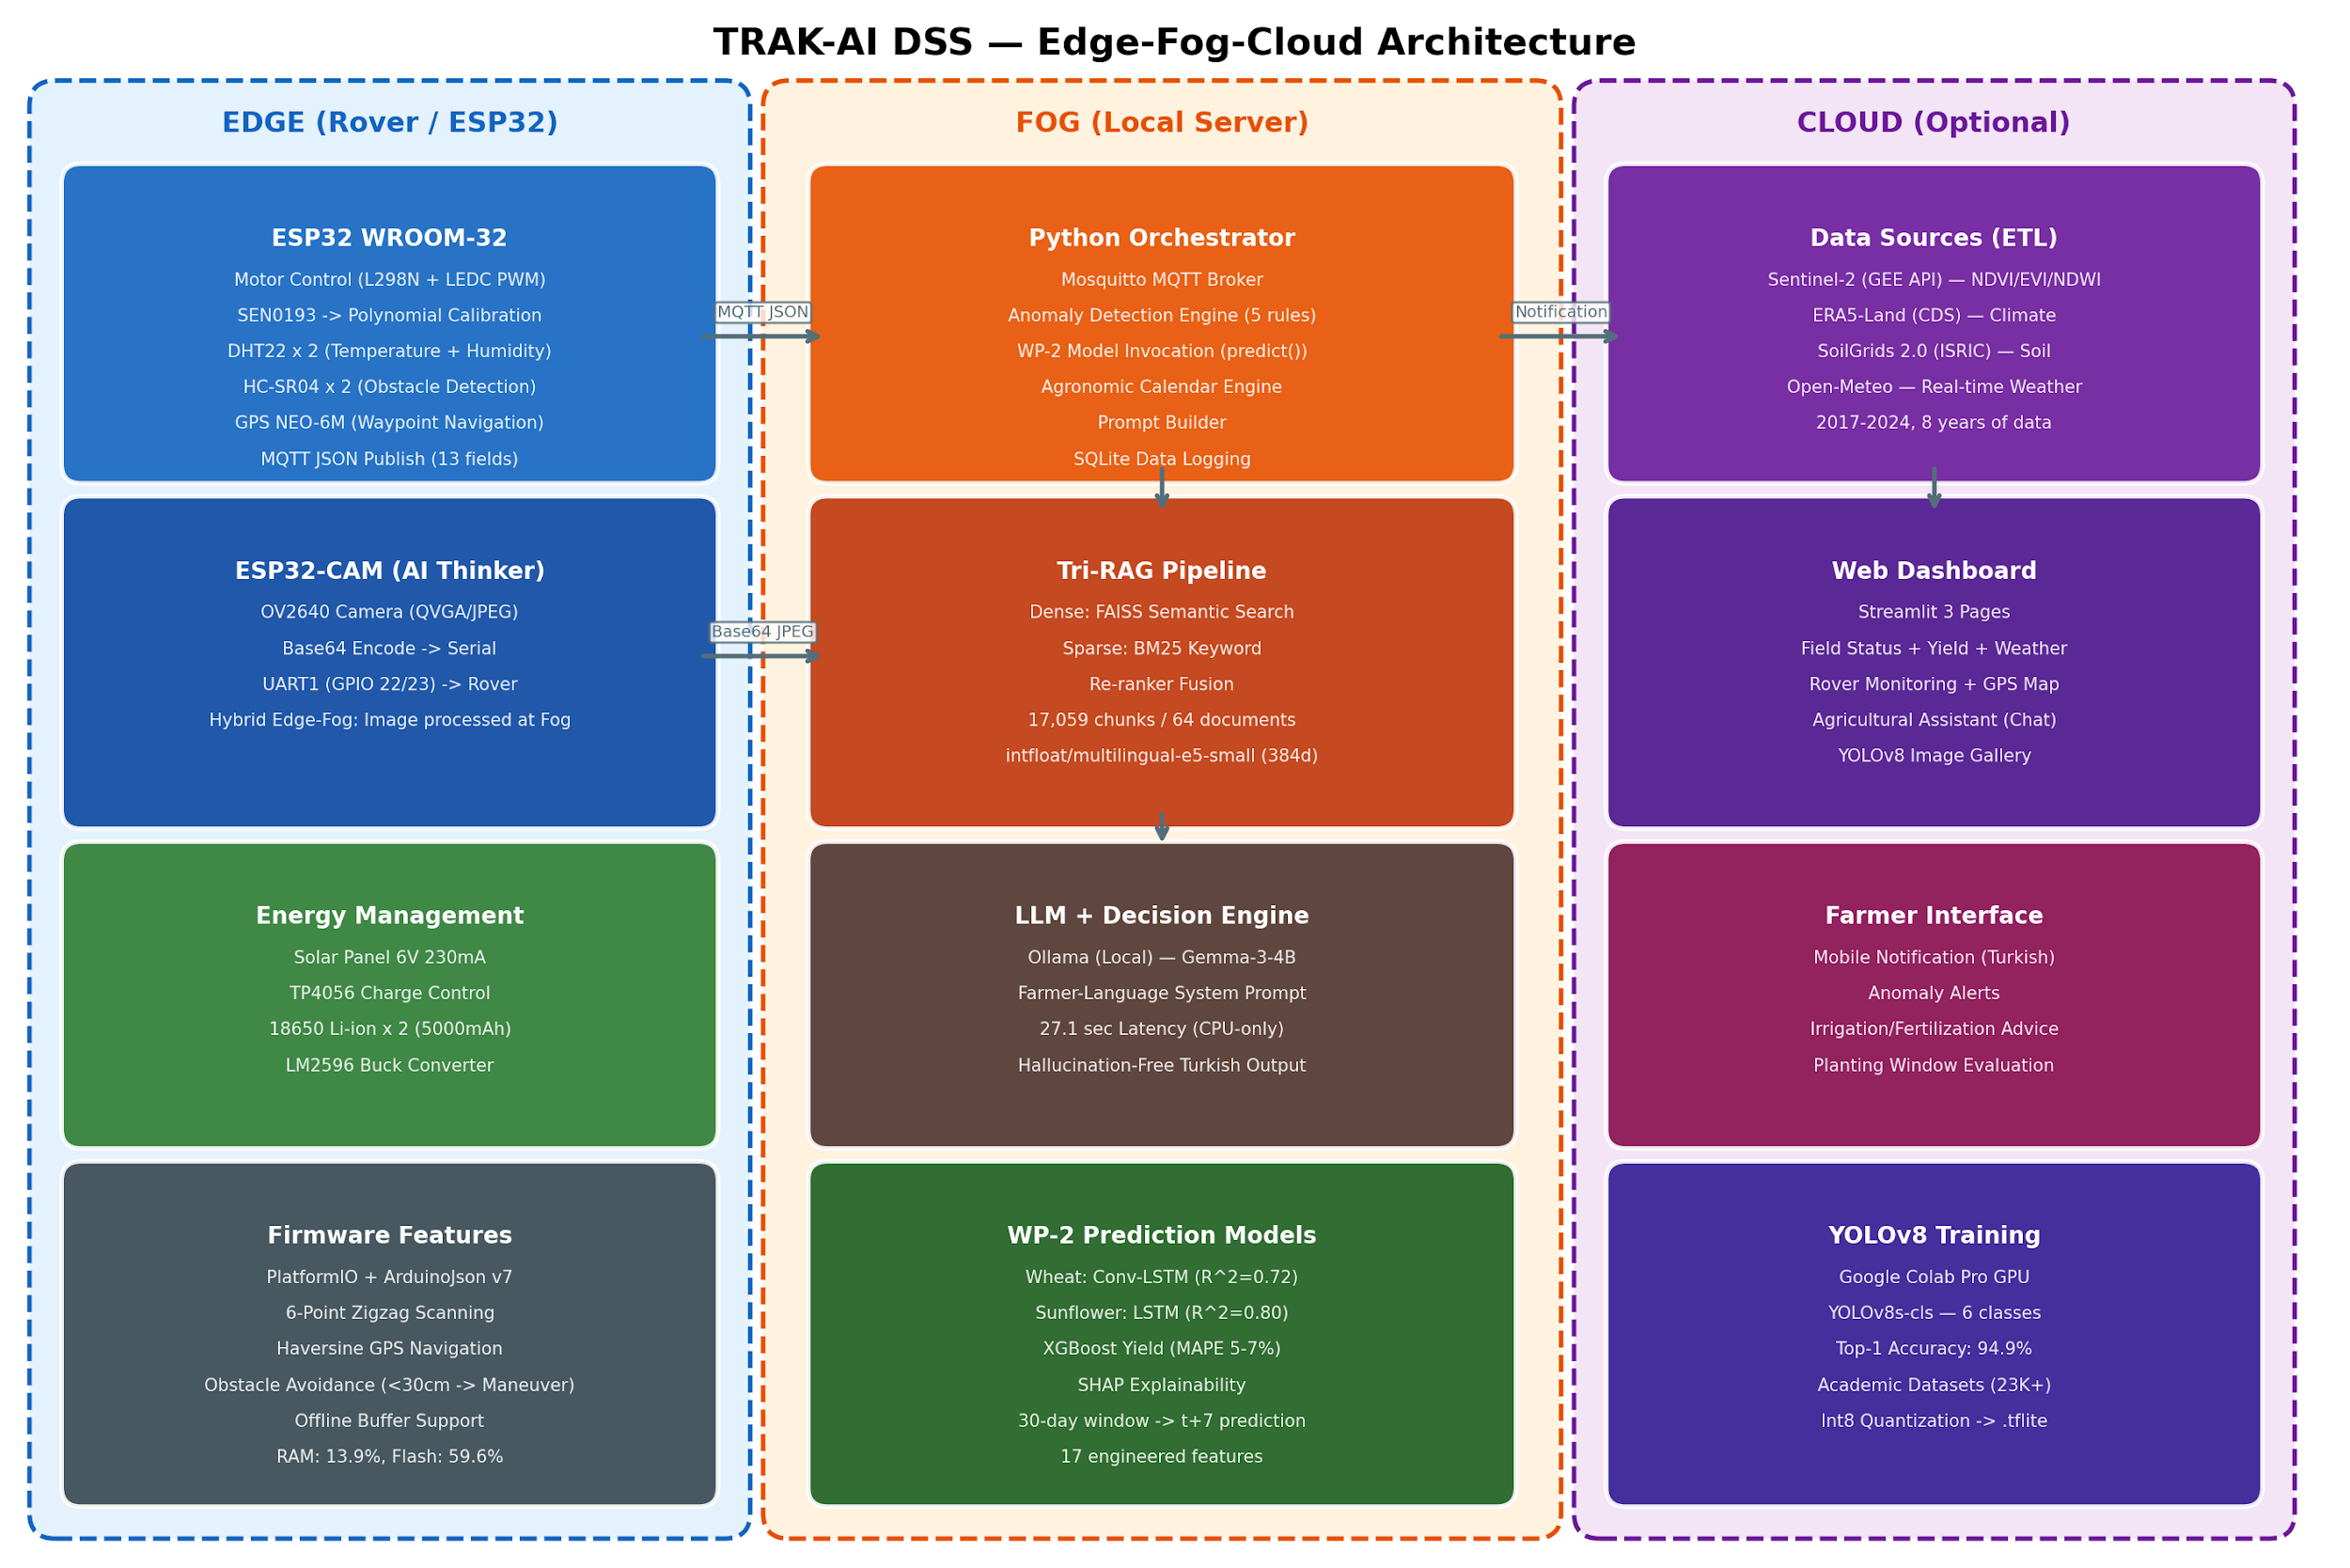 TRAK-AI DSS — Edge-Fog-Cloud Architecture
EDGE (Rover / ESP32)
ESP32 WROOM-32
Motor Control (L298N + LEDC PWM)
SEN0193 -> Polynomial Calibration
DHT22 x 2 (Temperature + Humidity)
HC-SR04 x 2 (Obstacle Detection)
GPS NEO-6M (Waypoint Navigation)
MQTT JSON Publish (13 fields)
ESP32-CAM (AI Thinker)
OV2640 Camera (QVGA/JPEG)
Base64 Encode -> Serial
UART1 (GPIO 22/23) -> Rover
Hybrid Edge-Fog: Image processed at Fog
Energy Management
Solar Panel 6V 230mA
TP4056 Charge Control
18650 Li-ion x 2 (5000mAh)
LM2596 Buck Converter
Firmware Features
PlatformIO + ArduinoJson v7
6-Point Zigzag Scanning
Haversine GPS Navigation
Obstacle Avoidance (<30cm -> Maneuver)
Offline Buffer Support
RAM: 13.9%, Flash: 59.6%
MQTT JSON
Base64 JPEG
FOG (Local Server)
Python Orchestrator
Mosquitto MQTT Broker
Anomaly Detection Engine (5 rules)
WP-2 Model Invocation (predict())
Agronomic Calendar Engine
Prompt Builder
SQLite Data Logging
Tri-RAG Pipeline
Dense: FAISS Semantic Search
Sparse: BM25 Keyword
Re-ranker Fusion
17,059 chunks / 64 documents
intfloat/multilingual-e5-small (384d)
LLM + Decision Engine
Ollama (Local) — Gemma-3-4B
Farmer-Language System Prompt
27.1 sec Latency (CPU-only)
Hallucination-Free Turkish Output
WP-2 Prediction Models
Wheat: Conv-LSTM (R^2=0.72)
Sunflower: LSTM (R^2=0.80)
XGBoost Yield (MAPE 5-7%)
SHAP Explainability
30-day window -> t+7 prediction
17 engineered features
Notification
CLOUD (Optional)
Data Sources (ETL)
Sentinel-2 (GEE API) — NDVI/EVI/NDWI
ERA5-Land (CDS) — Climate
SoilGrids 2.0 (ISRIC) — Soil
Open-Meteo — Real-time Weather
2017-2024, 8 years of data
Web Dashboard
Streamlit 3 Pages
Field Status + Yield + Weather
Rover Monitoring + GPS Map
Agricultural Assistant (Chat)
YOLOv8 Image Gallery
Farmer Interface
Mobile Notification (Turkish)
Anomaly Alerts
Irrigation/Fertilization Advice
Planting Window Evaluation
YOLOv8 Training
Google Colab Pro GPU
YOLOv8s-cls — 6 classes
Top-1 Accuracy: 94.9%
Academic Datasets (23K+)
Int8 Quantization -> .tflite